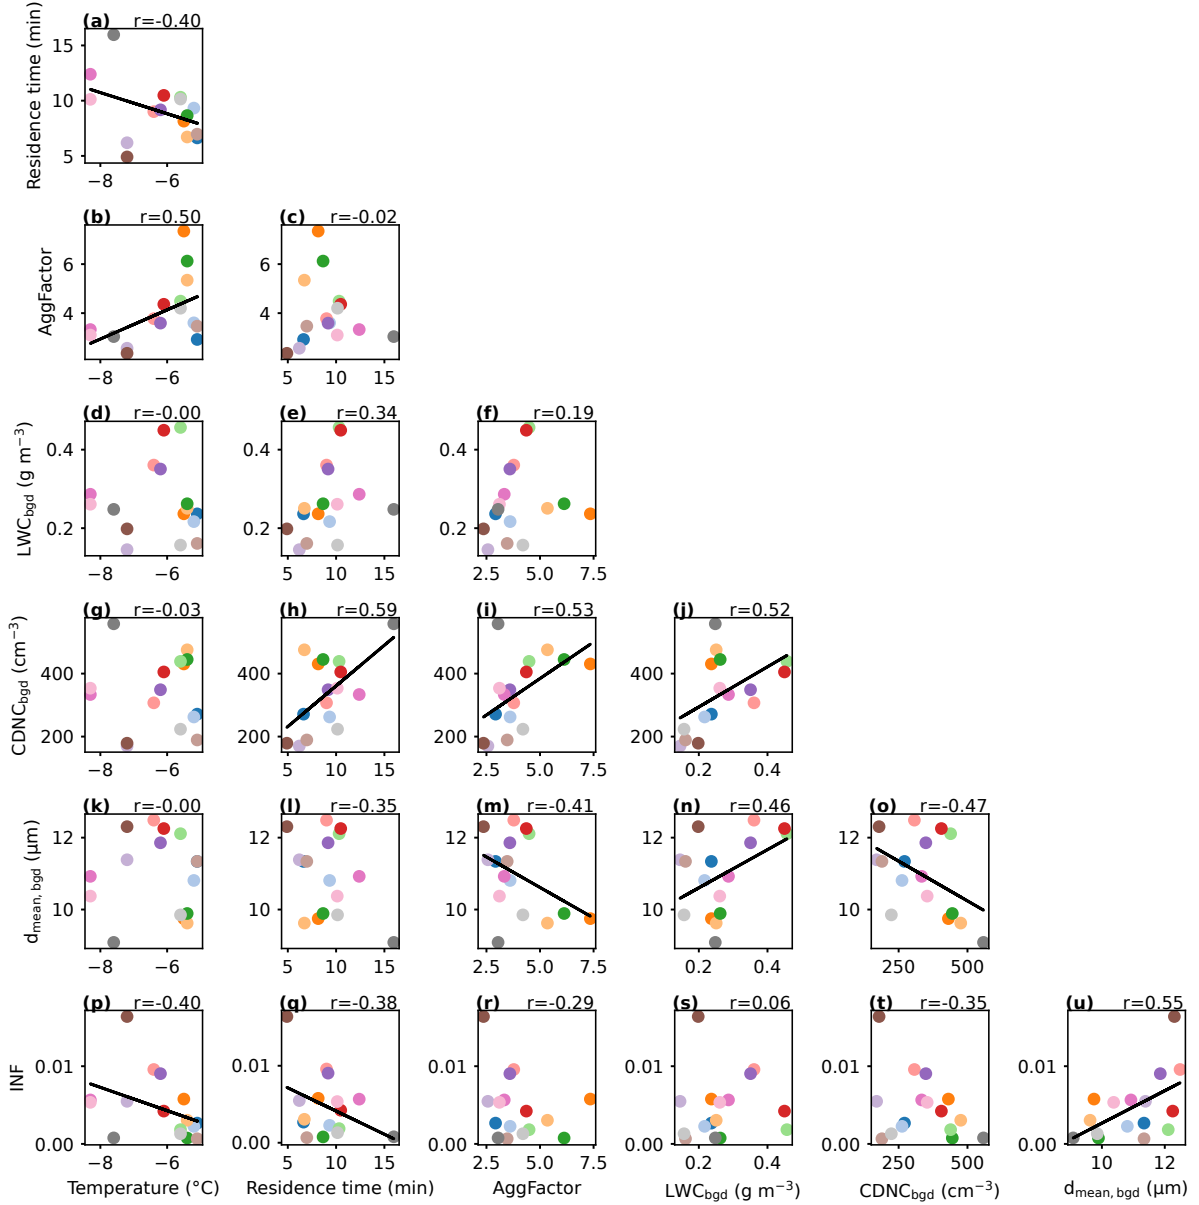 (a) r=-0.40
Residence time (min)
15
10
5
−8 −6
(b) r=0.50 (c) r=-0.02
AggFactor
6
4
−8 −6
6
4
5 10 15
(d) r=-0.00 (e) r=0.34 (f) r=0.19
LWC_bgd (g m⁻³)
0.4
0.2
−8 −6
0.4
0.2
5 10 15
0.4
0.2
2.5 5.0 7.5
(g) r=-0.03 (h) r=0.59 (i) r=0.53 (j) r=0.52
CDNC_bgd (cm⁻³)
400
200
−8 −6
400
200
5 10 15
400
200
2.5 5.0 7.5
400
200
0.2 0.4
(k) r=-0.00 (l) r=-0.35 (m) r=-0.41 (n) r=0.46 (o) r=-0.47
d_mean, bgd (μm)
12
10
−8 −6
12
10
5 10 15
12
10
2.5 5.0 7.5
12
10
0.2 0.4
12
10
250 500
(p) r=-0.40 (q) r=-0.38 (r) r=-0.29 (s) r=0.06 (t) r=-0.35 (u) r=0.55
INF
0.01
0.00
−8 −6
Temperature (°C)
0.01
0.00
5 10 15
Residence time (min)
0.01
0.00
2.5 5.0 7.5
AggFactor
0.01
0.00
0.2 0.4
LWC_bgd (g m⁻³)
0.01
0.00
250 500
CDNC_bgd (cm⁻³)
0.01
0.00
10 12
d_mean, bgd (μm)